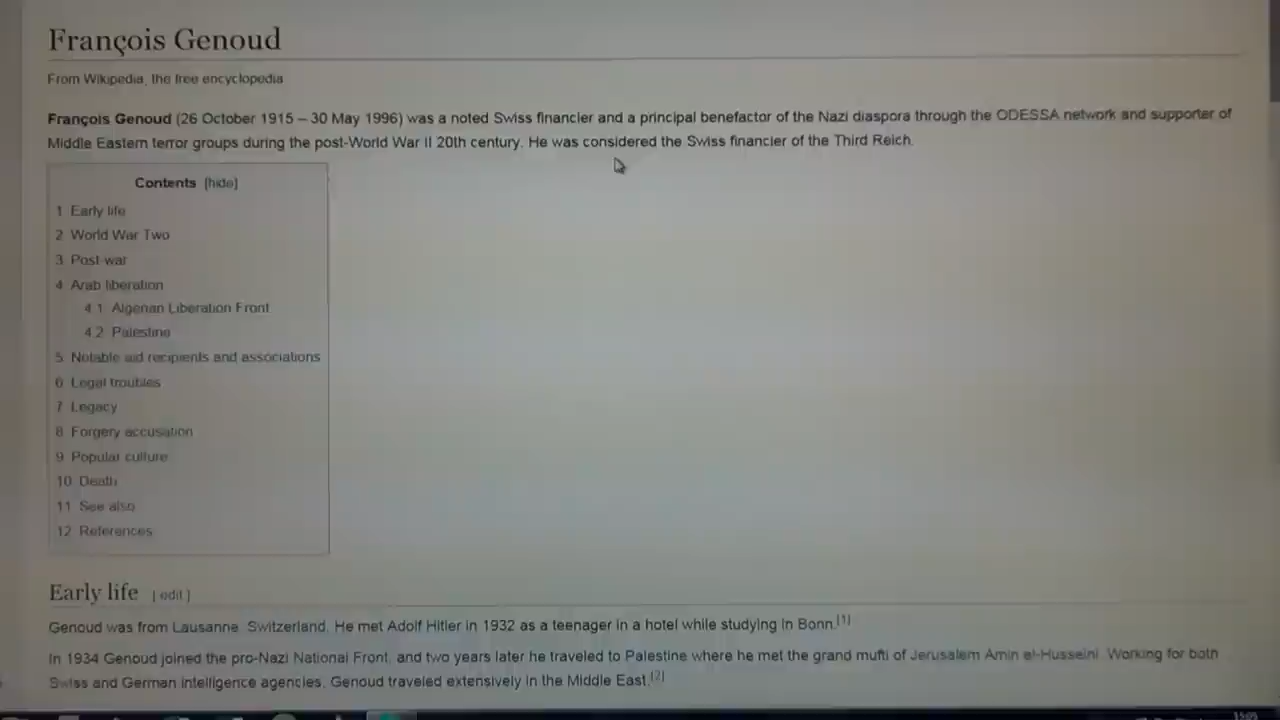 François Genoud
From Wikipedia, the free encyclopedia
François Genoud (26 October 1915 – 30 May 1996) was a noted Swiss financier and a principal benefactor of the Nazi diaspora through the ODESSA network and supporter of
Middle Eastern terror groups during the post-World War II 20th century. He was considered the Swiss financier of the Third Reich.
Contents [hide]
1 Early life
2 World War Two
3 Post-war
4 Arab liberation
4.1 Algerian Liberation Front
4.2 Palestine
5 Notable aid recipients and associations
6 Legal troubles
7 Legacy
8 Forgery accusation
9 Popular culture
10 Death
11 See also
12 References
Early life [ edit ]
Genoud was from Lausanne, Switzerland. He met Adolf Hitler in 1932 as a teenager in a hotel while studying in Bonn.[1]
In 1934 Genoud joined the pro-Nazi National Front, and two years later he traveled to Palestine where he met the grand mufti of Jerusalem Amin el-Husseini. Working for both
Swiss and German intelligence agencies, Genoud traveled extensively in the Middle East.[2]